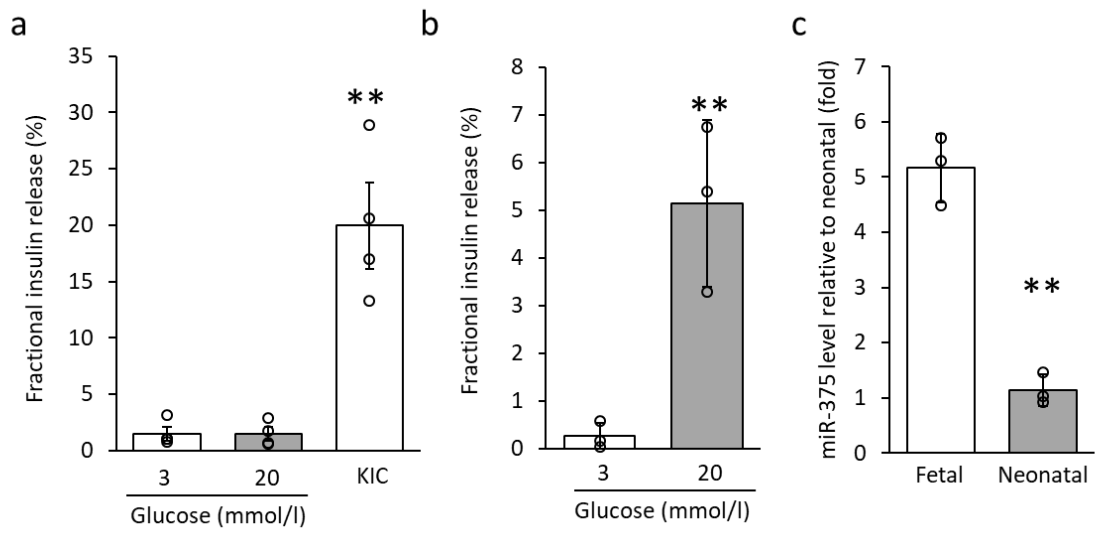 a
Fractional insulin release (%)
35
30
25
20
15
10
5
0
**
3
20
KIC
Glucose (mmol/l)
b
Fractional insulin release (%)
8
7
6
5
4
3
2
1
0
**
3
20
Glucose (mmol/l)
c
miR-375 level relative to neonatal (fold)
7
6
5
4
3
2
1
0
**
Fetal
Neonatal